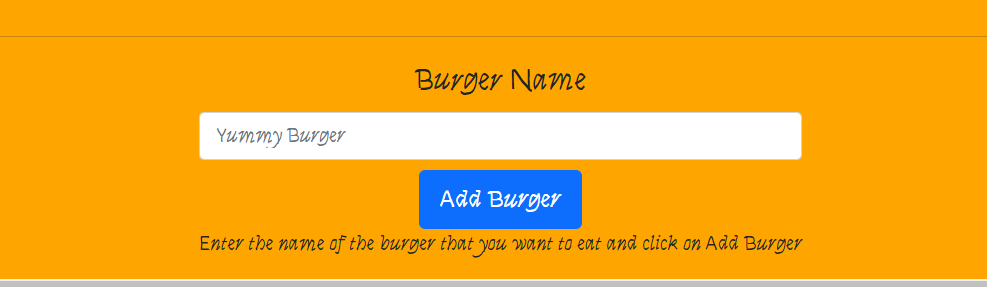 Burger Name
Yummy Burger
Add Burger
Enter the name of the burger that you want to eat and click on Add Burger